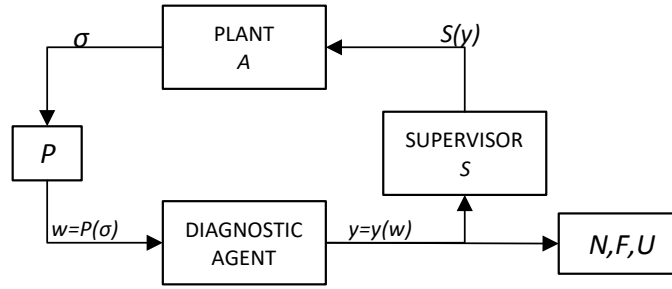 σ
PLANT
A
S(y)
P
SUPERVISOR
S
w=P(σ)
DIAGNOSTIC
AGENT
y=y(w)
N,F,U